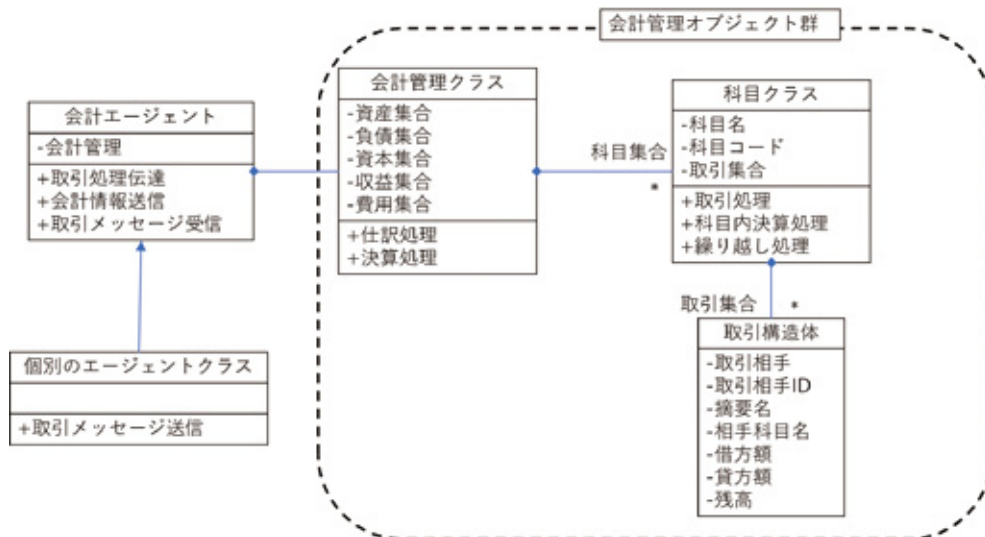 会計管理オブジェクト群
会計エージェント
-会計管理
+取引処理伝達
+会計情報送信
+取引メッセージ受信
会計管理クラス
-資産集合
-負債集合
-資本集合
-収益集合
-費用集合
+仕訳処理
+決算処理
科目集合
*
科目クラス
-科目名
-科目コード
-取引集合
+取引処理
+科目内決算処理
+繰り越し処理
取引集合
*
取引構造体
-取引相手
-取引相手ID
-摘要名
-相手科目名
-借方額
-貸方額
-残高
個別のエージェントクラス
+取引メッセージ送信